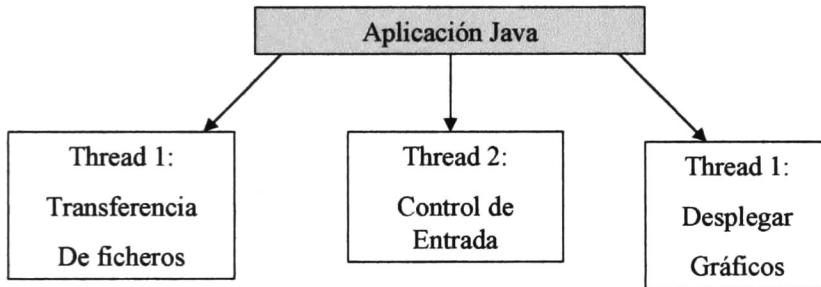 Aplicación Java
Thread 1:
Transferencia
De ficheros
Thread 2:
Control de
Entrada
Thread 1:
Desplegar
Gráficos